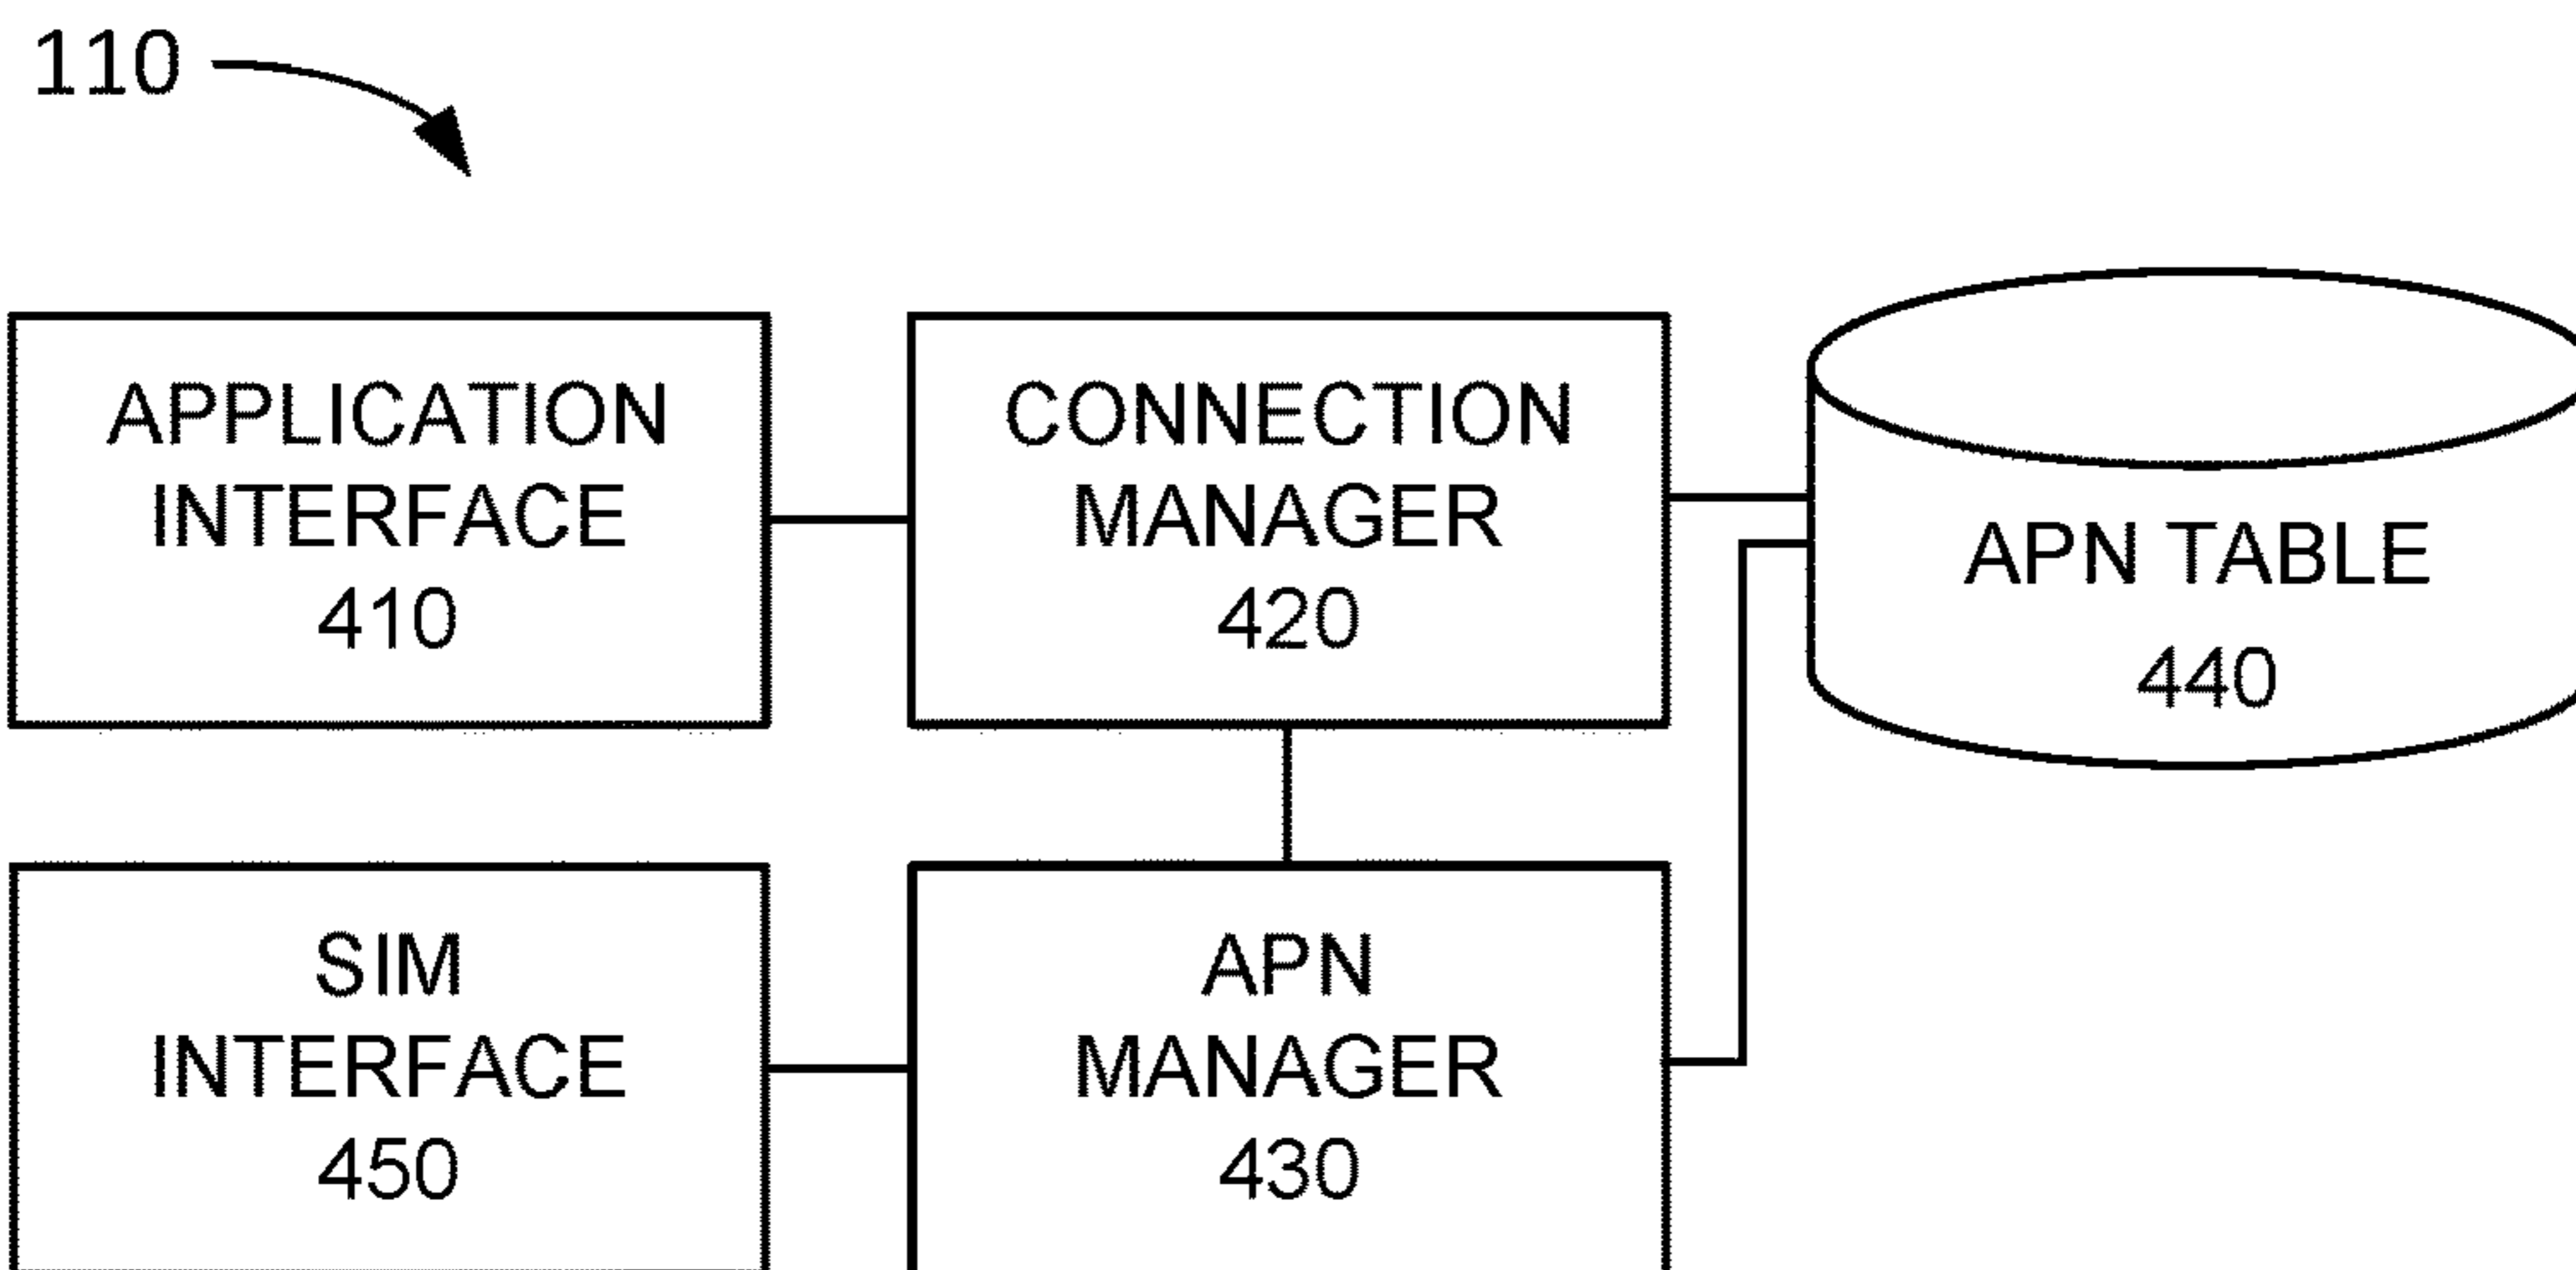 110
APPLICATION
INTERFACE
410
CONNECTION
MANAGER
420
APN TABLE
440
SIM
INTERFACE
450
APN
MANAGER
430